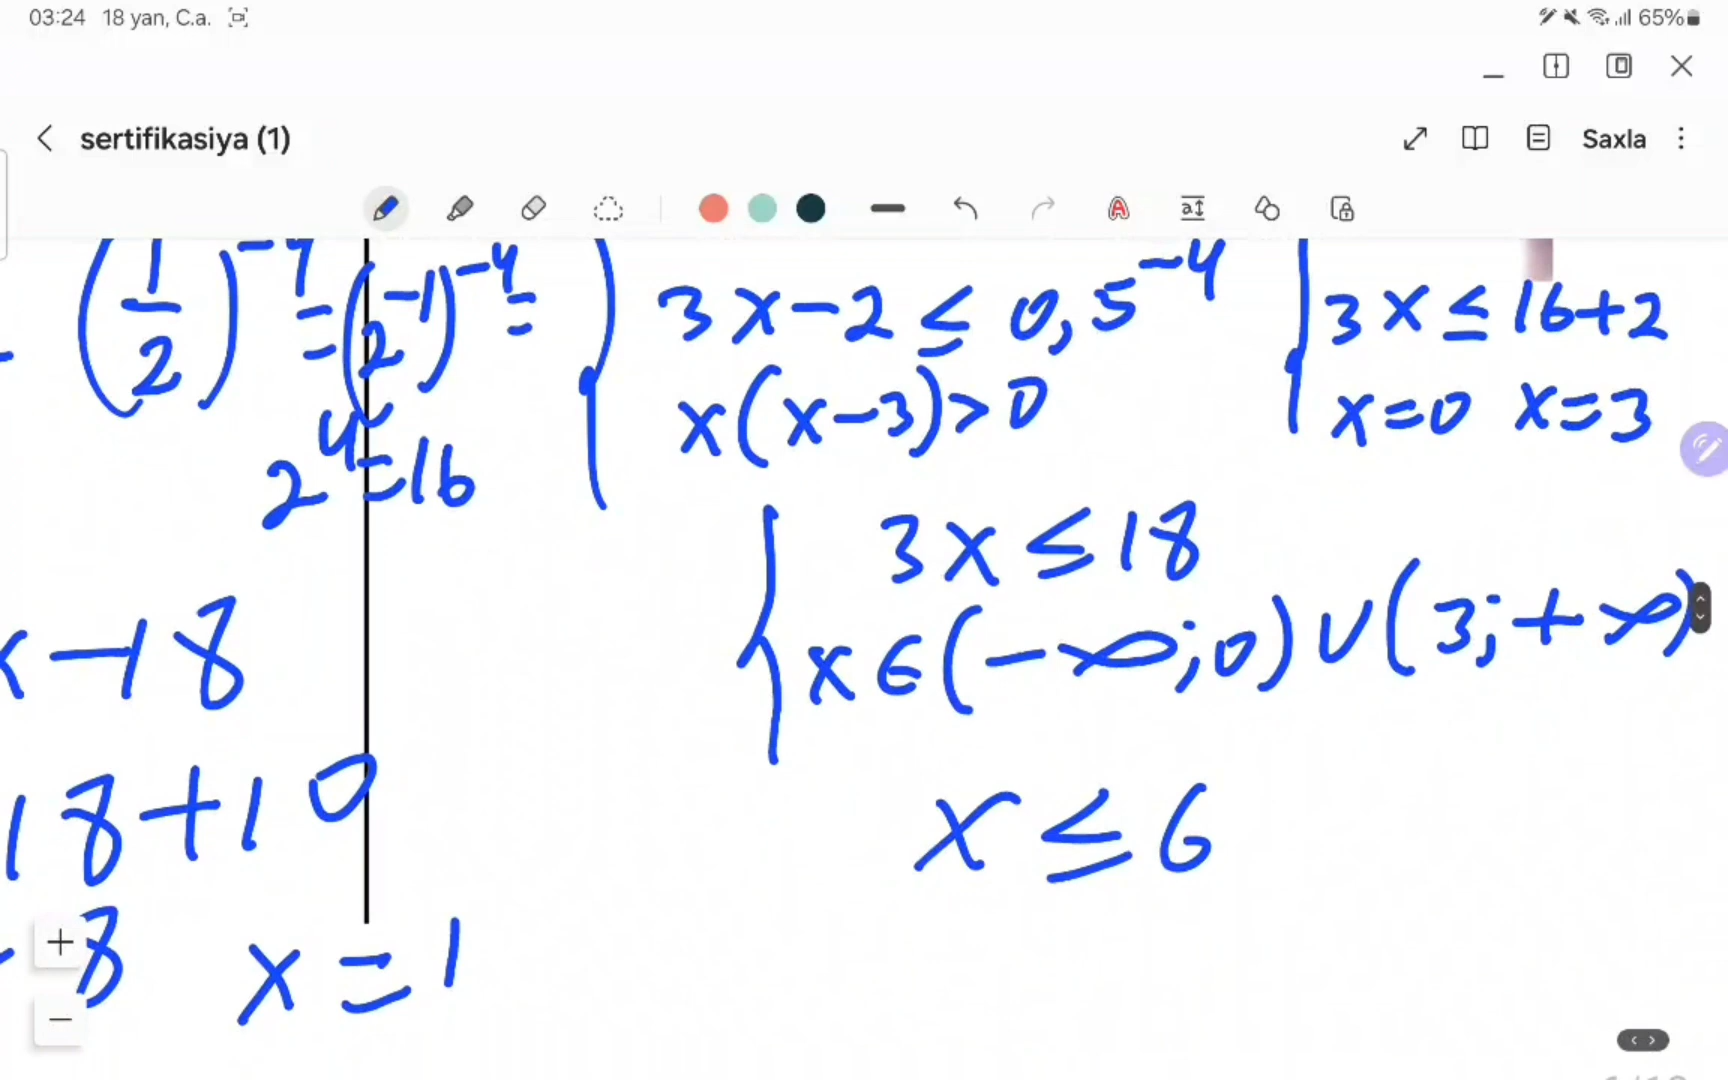 03:24 18 yan, C.a. 65%
sertifikasiya (1)
Saxla
(1/2)^-4 = (2^-1)^-4 =
2^4 = 16
3x-2 ≤ 0,5^-4
x(x-3)>0
3x ≤ 16+2
x=0 x=3
3x ≤ 18
x∈(-∞;0)∪(3;+∞)
x ≤ 6
x-18
18+10
8 x = 1